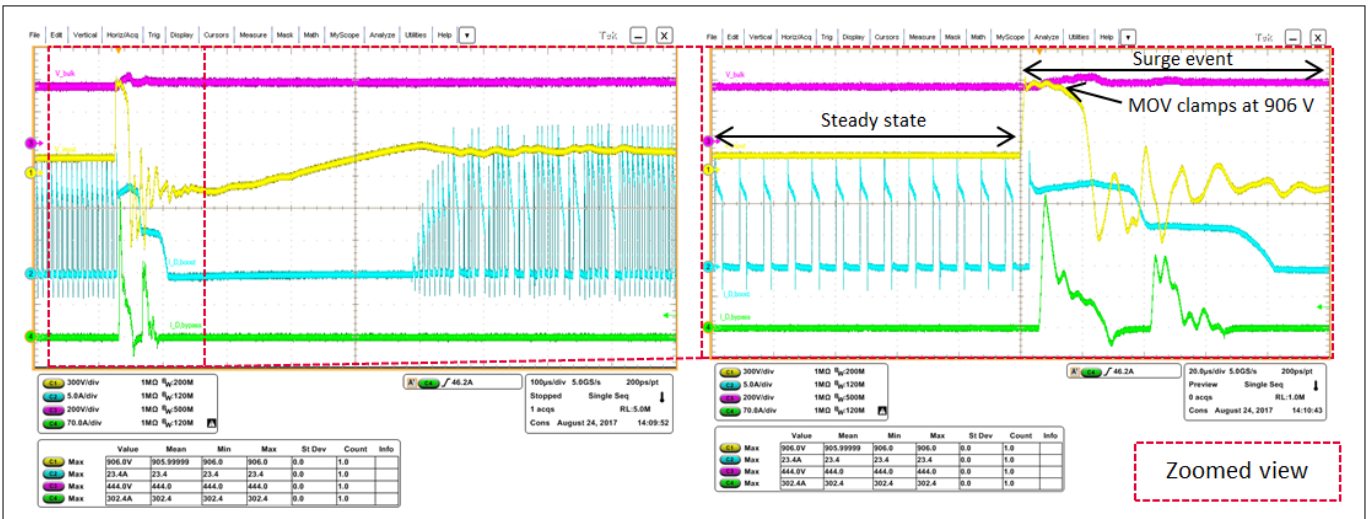 File Edit Vertical Horiz/Acq Trig Display Cursors Measure Mask Math MyScope Analyze Utilities Help Tek X
V_bulk
3
V_input
1
2
I_D,boost
I_D,bypass
4
C1 300V/div 1MΩ BW:200M
C2 5.0A/div 1MΩ BW:120M
C3 200V/div 1MΩ BW:500M
C4 70.0A/div 1MΩ BW:120M
A' C4 46.2A
100µs/div 5.0GS/s 200ps/pt
Stopped Single Seq
1 acqs RL:5.0M
Cons August 24, 2017 14:09:52
Value Mean Min Max St Dev Count Info
C1 Max 906.0V 905.99999 906.0 906.0 0.0 1.0
C2 Max 23.4A 23.4 23.4 23.4 0.0 1.0
C3 Max 444.0V 444.0 444.0 444.0 0.0 1.0
C4 Max 302.4A 302.4 302.4 302.4 0.0 1.0
File Edit Vertical Horiz/Acq Trig Display Cursors Measure Mask Math MyScope Analyze Utilities Help Tek X
Surge event
V_bulk
MOV clamps at 906 V
Steady state
3
1
2
I_D,boost
I_D,bypass
4
C1 300V/div 1MΩ BW:200M
C2 5.0A/div 1MΩ BW:120M
C3 200V/div 1MΩ BW:500M
C4 70.0A/div 1MΩ BW:120M
A' C4 46.2A
20.0µs/div 5.0GS/s 200ps/pt
Preview Single Seq
0 acqs RL:1.0M
Cons August 24, 2017 14:10:43
Value Mean Min Max St Dev Count Info
C1 Max 906.0V 905.99999 906.0 906.0 0.0 1.0
C2 Max 23.4A 23.4 23.4 23.4 0.0 1.0
C3 Max 444.0V 444.0 444.0 444.0 0.0 1.0
C4 Max 302.4A 302.4 302.4 302.4 0.0 1.0
Zoomed view